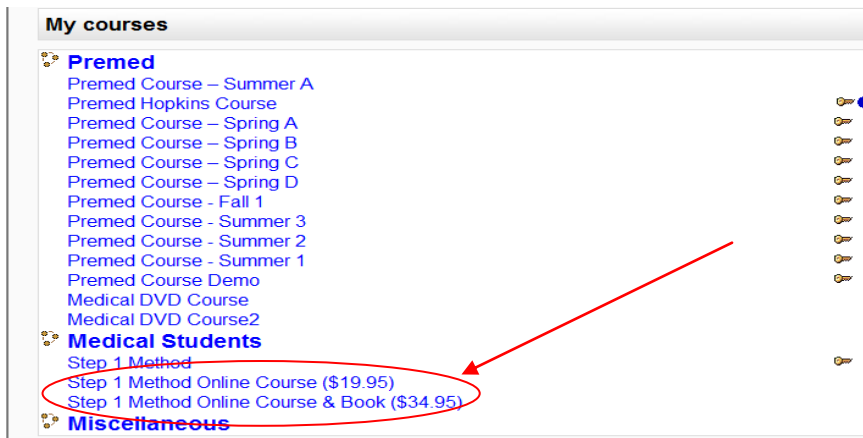 My courses
Premed
Premed Course – Summer A
Premed Hopkins Course
Premed Course – Spring A
Premed Course – Spring B
Premed Course – Spring C
Premed Course – Spring D
Premed Course - Fall 1
Premed Course - Summer 3
Premed Course - Summer 2
Premed Course - Summer 1
Premed Course Demo
Medical DVD Course
Medical DVD Course2
Medical Students
Step 1 Method
Step 1 Method Online Course ($19.95)
Step 1 Method Online Course & Book ($34.95)
Miscellaneous